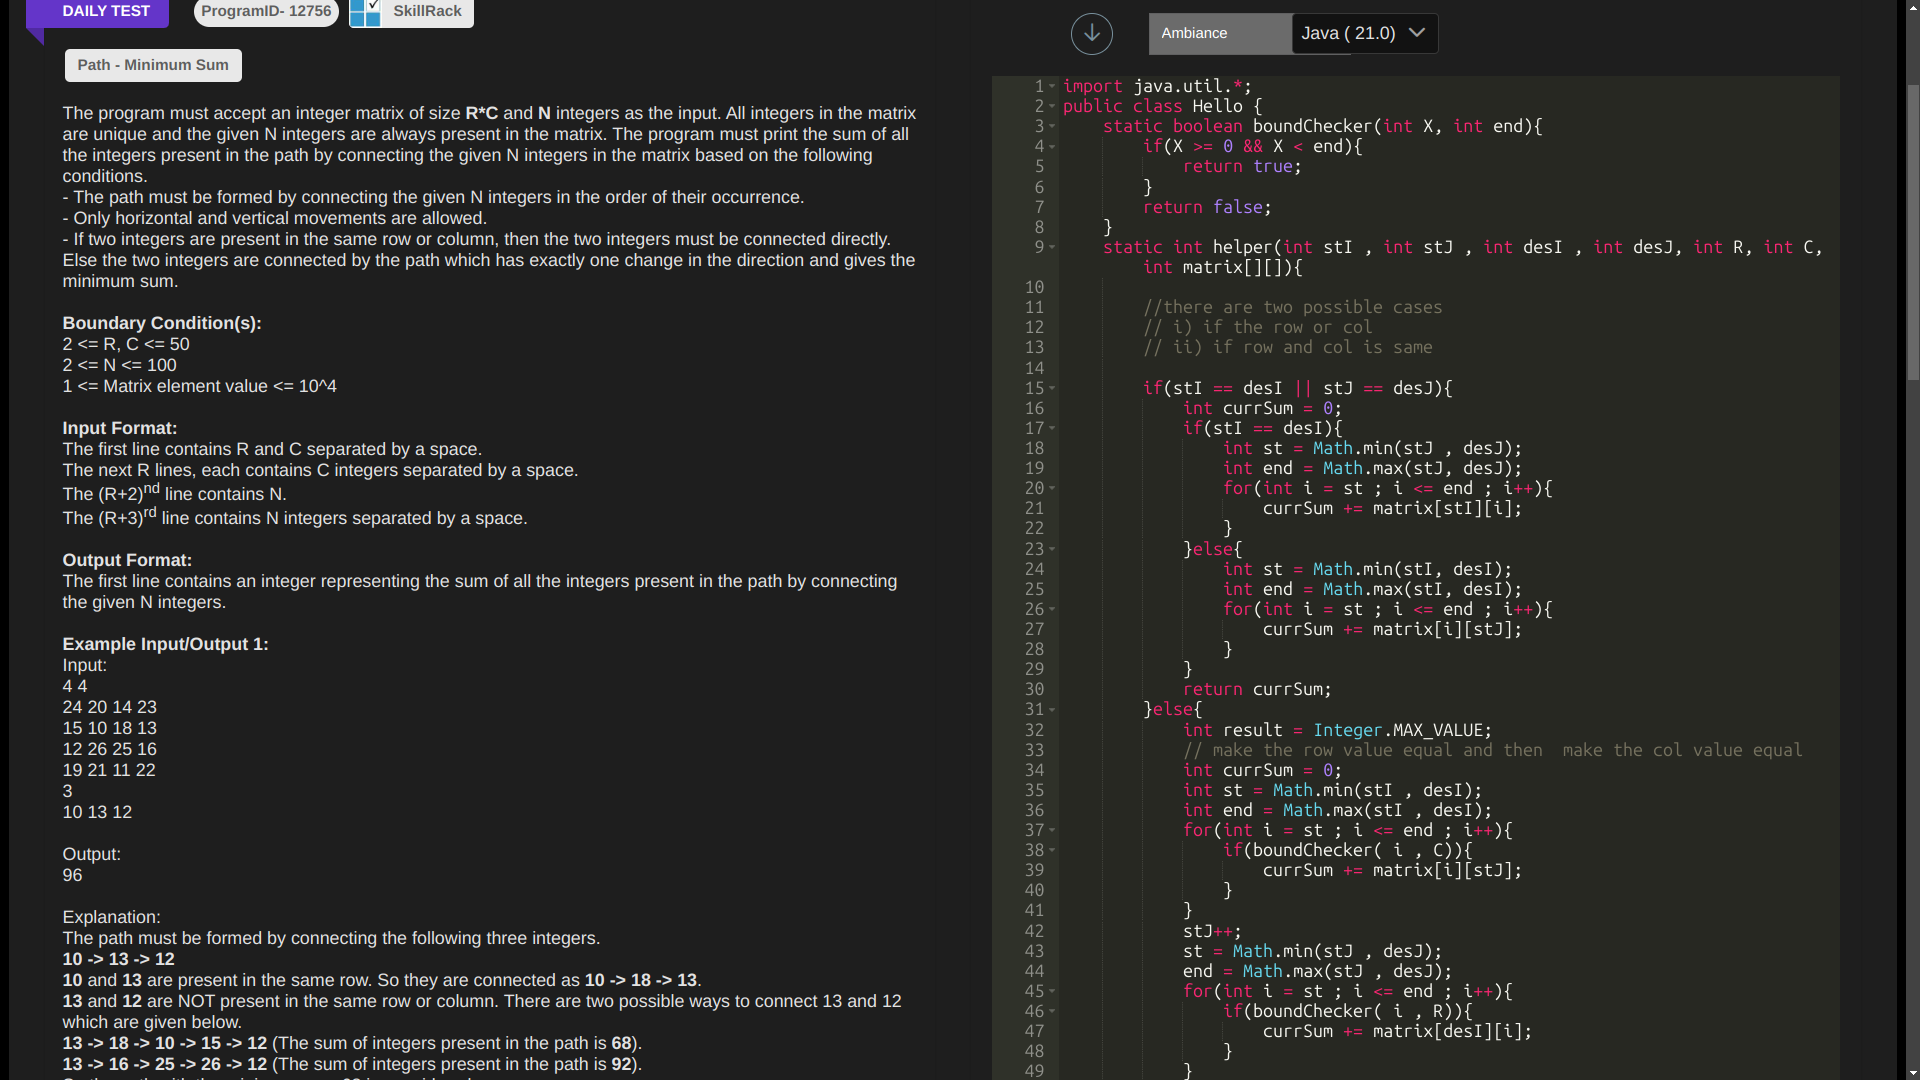 DAILY TEST
ProgramID- 12756
SkillRack
Path - Minimum Sum
The program must accept an integer matrix of size R*C and N integers as the input. All integers in the matrix
are unique and the given N integers are always present in the matrix. The program must print the sum of all
the integers present in the path by connecting the given N integers in the matrix based on the following
conditions.
- The path must be formed by connecting the given N integers in the order of their occurrence.
- Only horizontal and vertical movements are allowed.
- If two integers are present in the same row or column, then the two integers must be connected directly.
Else the two integers are connected by the path which has exactly one change in the direction and gives the
minimum sum.
Boundary Condition(s):
2 <= R, C <= 50
2 <= N <= 100
1 <= Matrix element value <= 10^4
Input Format:
The first line contains R and C separated by a space.
The next R lines, each contains C integers separated by a space.
The (R+2)nd line contains N.
The (R+3)rd line contains N integers separated by a space.
Output Format:
The first line contains an integer representing the sum of all the integers present in the path by connecting
the given N integers.
Example Input/Output 1:
Input:
4 4
24 20 14 23
15 10 18 13
12 26 25 16
19 21 11 22
3
10 13 12
Output:
96
Explanation:
The path must be formed by connecting the following three integers.
10 -> 13 -> 12
10 and 13 are present in the same row. So they are connected as 10 -> 18 -> 13.
13 and 12 are NOT present in the same row or column. There are two possible ways to connect 13 and 12
which are given below.
13 -> 18 -> 10 -> 15 -> 12 (The sum of integers present in the path is 68).
13 -> 16 -> 25 -> 26 -> 12 (The sum of integers present in the path is 92).
Ambiance
Java ( 21.0)
1 import java.util.*;
2 public class Hello {
3 static boolean boundChecker(int X, int end){
4 if(X >= 0 && X < end){
5 return true;
6 }
7 return false;
8 }
9 static int helper(int stI , int stJ , int desI , int desJ, int R, int C,
int matrix[][]){
10
11 //there are two possible cases
12 // i) if the row or col
13 // ii) if row and col is same
14
15 if(stI == desI || stJ == desJ){
16 int currSum = 0;
17 if(stI == desI){
18 int st = Math.min(stJ , desJ);
19 int end = Math.max(stJ, desJ);
20 for(int i = st ; i <= end ; i++){
21 currSum += matrix[stI][i];
22 }
23 }else{
24 int st = Math.min(stI, desI);
25 int end = Math.max(stI, desI);
26 for(int i = st ; i <= end ; i++){
27 currSum += matrix[i][stJ];
28 }
29 }
30 return currSum;
31 }else{
32 int result = Integer.MAX_VALUE;
33 // make the row value equal and then  make the col value equal
34 int currSum = 0;
35 int st = Math.min(stI , desI);
36 int end = Math.max(stI , desI);
37 for(int i = st ; i <= end ; i++){
38 if(boundChecker( i , C)){
39 currSum += matrix[i][stJ];
40 }
41 }
42 stJ++;
43 st = Math.min(stJ , desJ);
44 end = Math.max(stJ , desJ);
45 for(int i = st ; i <= end ; i++){
46 if(boundChecker( i , R)){
47 currSum += matrix[desI][i];
48 }
49 }